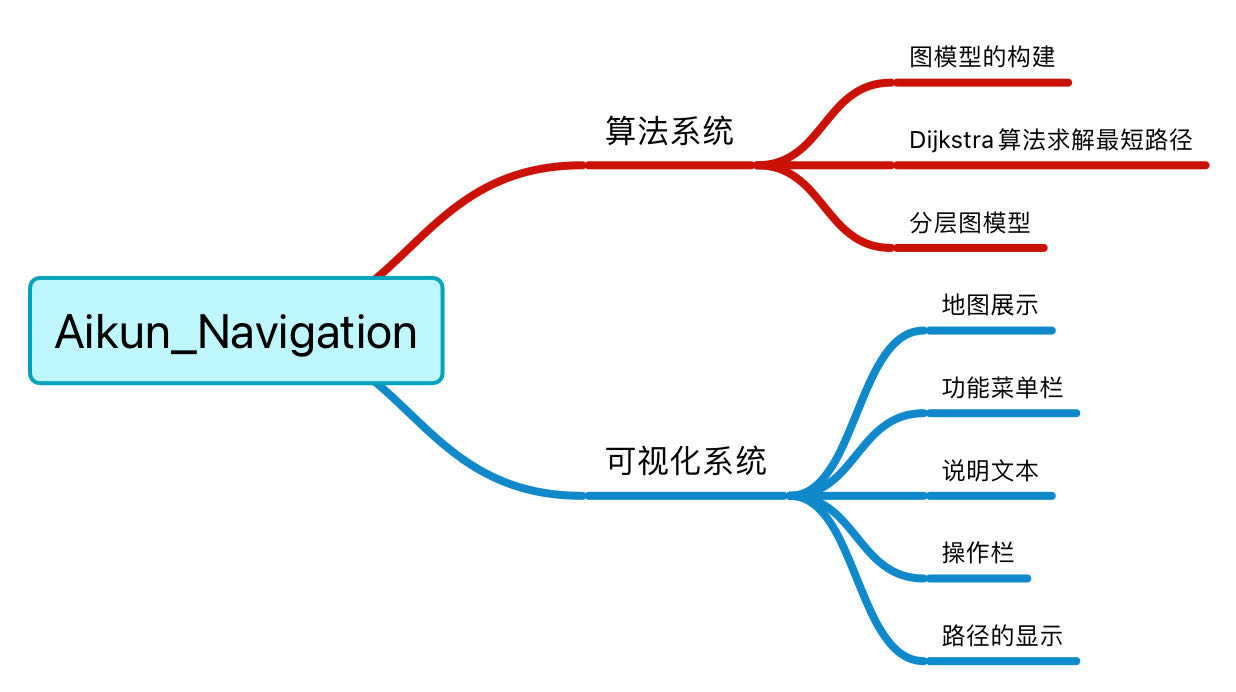 Aikun_Navigation
算法系统
图模型的构建
Dijkstra 算法求解最短路径
分层图模型
可视化系统
地图展示
功能菜单栏
说明文本
操作栏
路径的显示